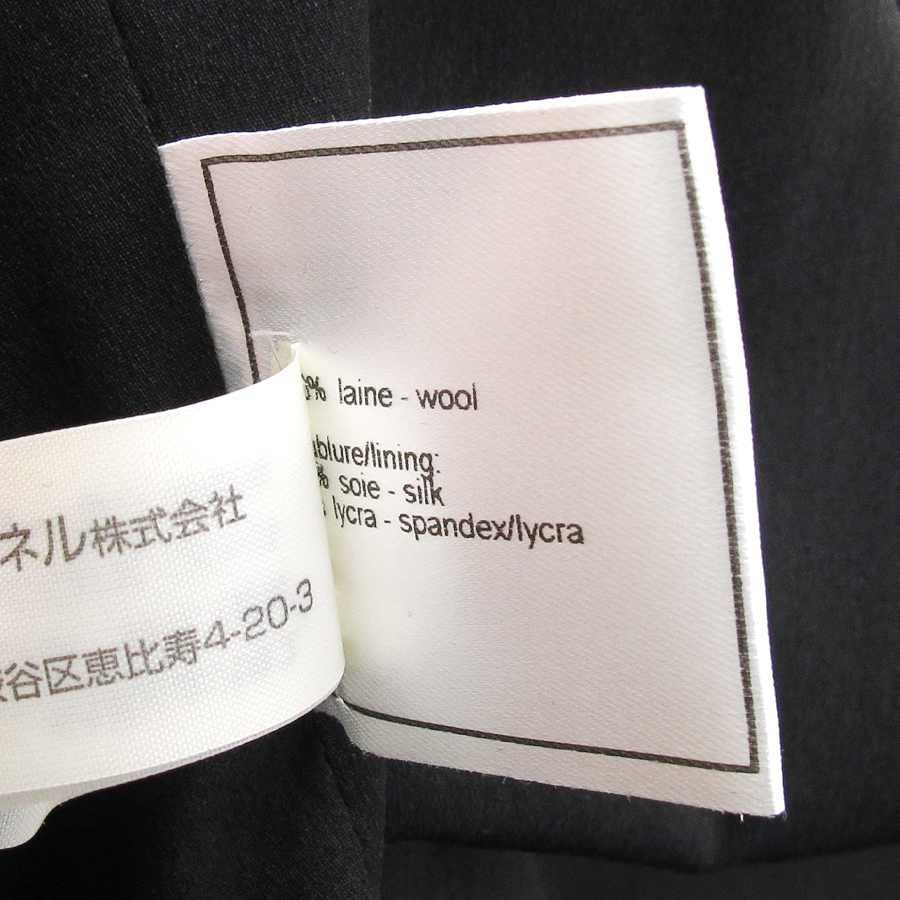 % laine - wool
lure/lining:
% soie - silk
lycra - spandex/lycra
ネル株式会社
谷区恵比寿4-20-3